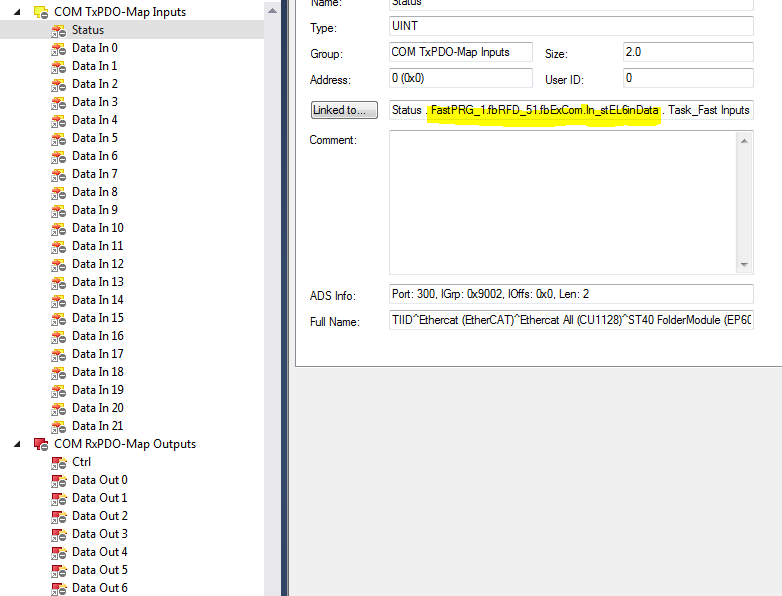 COM TxPDO-Map Inputs
Status
Data In 0
Data In 1
Data In 2
Data In 3
Data In 4
Data In 5
Data In 6
Data In 7
Data In 8
Data In 9
Data In 10
Data In 11
Data In 12
Data In 13
Data In 14
Data In 15
Data In 16
Data In 17
Data In 18
Data In 19
Data In 20
Data In 21
COM RxPDO-Map Outputs
Ctrl
Data Out 0
Data Out 1
Data Out 2
Data Out 3
Data Out 4
Data Out 5
Data Out 6
Name: Status
Type: UINT
Group: COM TxPDO-Map Inputs Size: 2.0
Address: 0 (0x0) User ID: 0
Linked to... Status . FastPRG_1.fbRFD_51.fbExCom.In_stEL6inData . Task_Fast Inputs
Comment:
ADS Info: Port: 300, IGrp: 0x9002, IOffs: 0x0, Len: 2
Full Name: TIID^Ethercat (EtherCAT)^Ethercat All (CU1128)^ST40 FolderModule (EP60